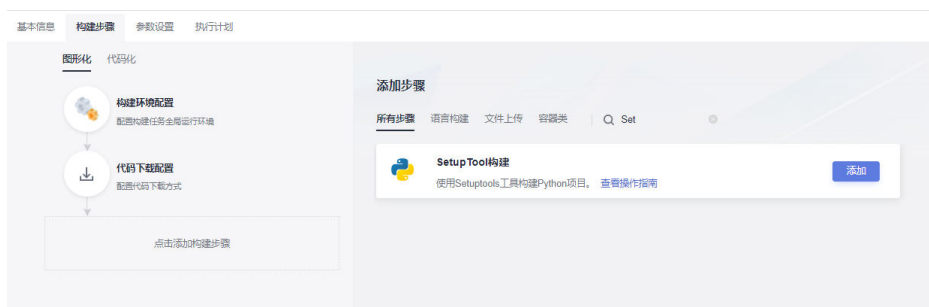 基本信息 构建步骤 参数设置 执行计划
图形化 代码化
构建环境配置
配置构建任务全局运行环境
代码下载配置
配置代码下载方式
点击添加构建步骤
添加步骤
所有步骤 语言构建 文件上传 容器类 Set
SetupTool构建
使用Setuptools工具构建Python项目。 查看操作指南
添加